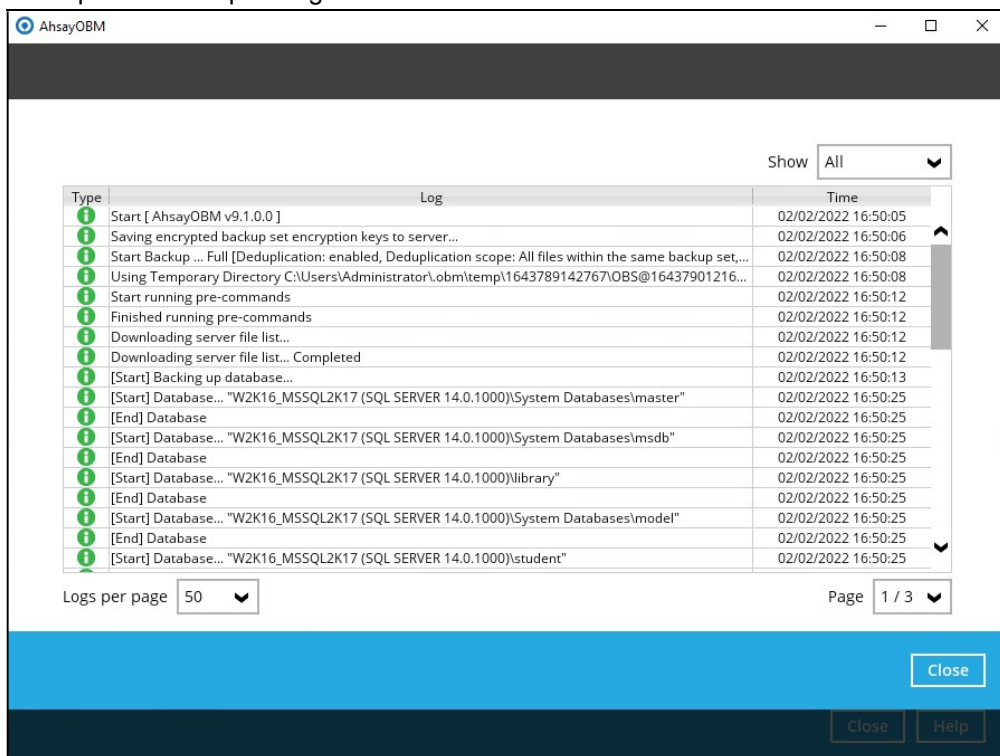 AhsayOBM
Show All
Type Log Time
Start [ AhsayOBM v9.1.0.0 ] 02/02/2022 16:50:05
Saving encrypted backup set encryption keys to server... 02/02/2022 16:50:06
Start Backup ... Full [Deduplication: enabled, Deduplication scope: All files within the same backup set,... 02/02/2022 16:50:08
Using Temporary Directory C:\Users\Administrator\.obm\temp\1643789142767\OBS@16437901216... 02/02/2022 16:50:08
Start running pre-commands 02/02/2022 16:50:12
Finished running pre-commands 02/02/2022 16:50:12
Downloading server file list... 02/02/2022 16:50:12
Downloading server file list... Completed 02/02/2022 16:50:12
[Start] Backing up database... 02/02/2022 16:50:13
[Start] Database... "W2K16_MSSQL2K17 (SQL SERVER 14.0.1000)\System Databases\master" 02/02/2022 16:50:25
[End] Database 02/02/2022 16:50:25
[Start] Database... "W2K16_MSSQL2K17 (SQL SERVER 14.0.1000)\System Databases\msdb" 02/02/2022 16:50:25
[End] Database 02/02/2022 16:50:25
[Start] Database... "W2K16_MSSQL2K17 (SQL SERVER 14.0.1000)\library" 02/02/2022 16:50:25
[End] Database 02/02/2022 16:50:25
[Start] Database... "W2K16_MSSQL2K17 (SQL SERVER 14.0.1000)\System Databases\model" 02/02/2022 16:50:25
[End] Database 02/02/2022 16:50:25
[Start] Database... "W2K16_MSSQL2K17 (SQL SERVER 14.0.1000)\student" 02/02/2022 16:50:25
Logs per page 50 Page 1 / 3
Close
Close Help